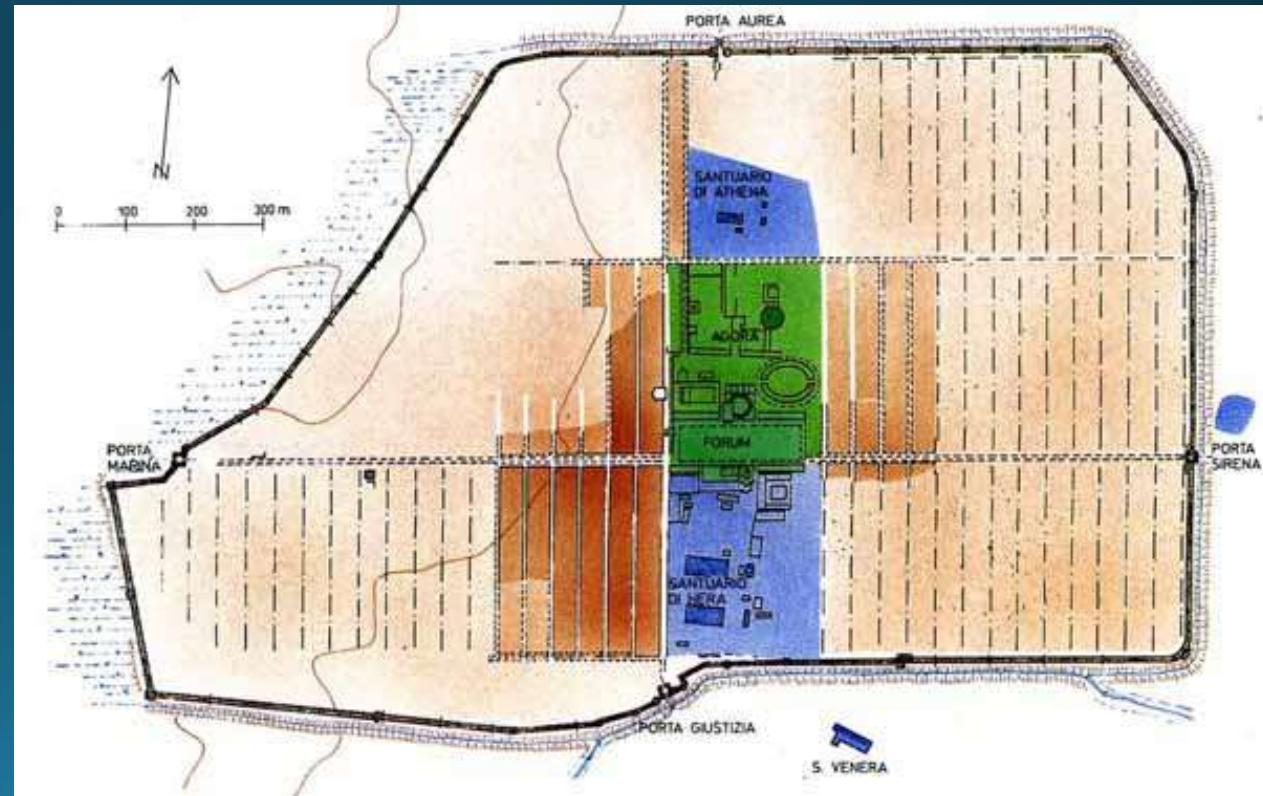 PORTA AUREA
N
0 100 200 300 m
SANTUARIO
DI ATHENA
AGORÀ
FORUM
PORTA
MARINA
PORTA
SIRENA
SANTUARIO
DI HERA
PORTA GIUSTIZIA
S. VENERA